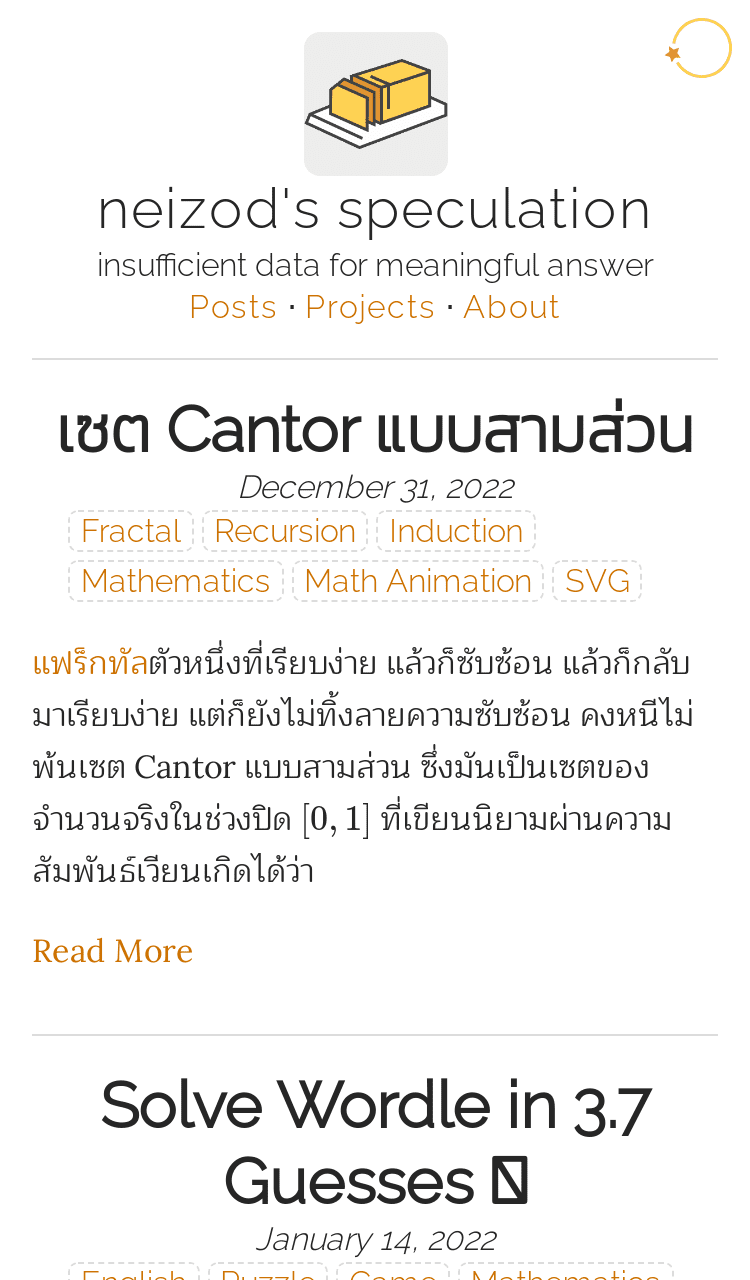 neizod's speculation
insufficient data for meaningful answer
Posts · Projects · About
เซต Cantor แบบสามส่วน
December 31, 2022
Fractal Recursion Induction
Mathematics Math Animation SVG
แฟร็กทัลตัวหนึ่งที่เรียบง่าย แล้วก็ซับซ้อน แล้วก็กลับ
มาเรียบง่าย แต่ก็ยังไม่ทิ้งลายความซับซ้อน คงหนีไม่
พ้นเซต Cantor แบบสามส่วน ซึ่งมันเป็นเซตของ
จำนวนจริงในช่วงปิด [0, 1] ที่เขียนนิยามผ่านความ
สัมพันธ์เวียนเกิดได้ว่า
Read More
Solve Wordle in 3.7
Guesses
January 14, 2022
English Puzzle Game Mathematics